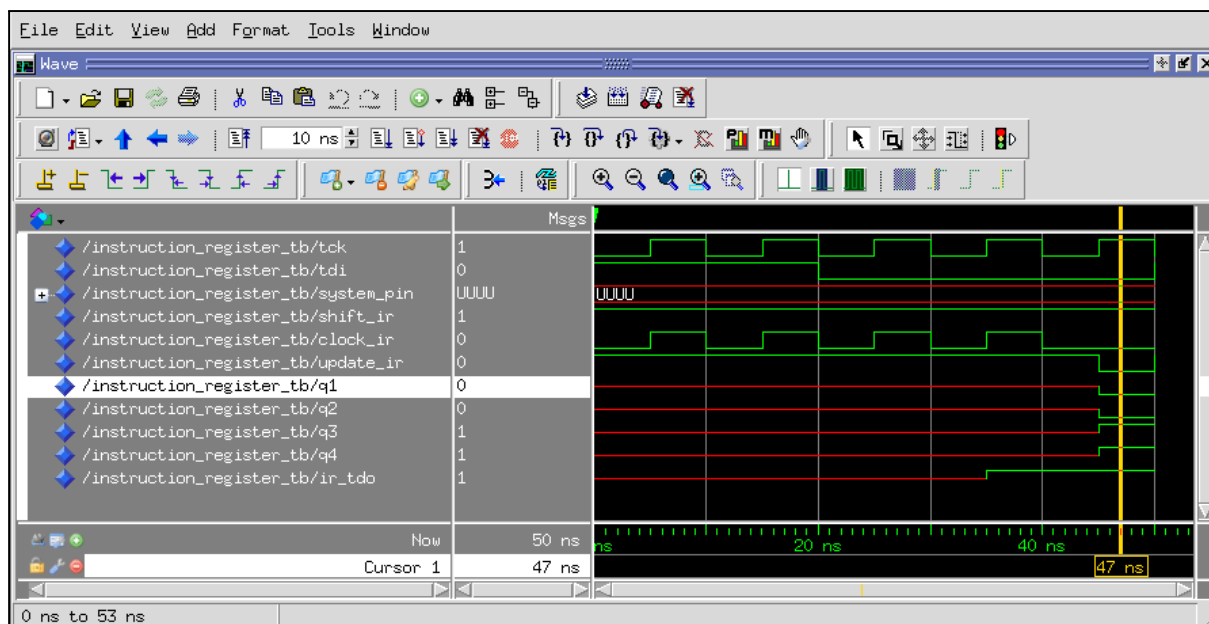 File Edit View Add Format Tools Window
Wave
10 ns
Msgs
/instruction_register_tb/tck 1
/instruction_register_tb/tdi 0
/instruction_register_tb/system_pin UUUU UUUU
/instruction_register_tb/shift_ir 1
/instruction_register_tb/clock_ir 0
/instruction_register_tb/update_ir 0
/instruction_register_tb/q1 0
/instruction_register_tb/q2 0
/instruction_register_tb/q3 1
/instruction_register_tb/q4 1
/instruction_register_tb/ir_tdo 1
Now 50 ns ns 20 ns 40 ns
Cursor 1 47 ns 47 ns
0 ns to 53 ns